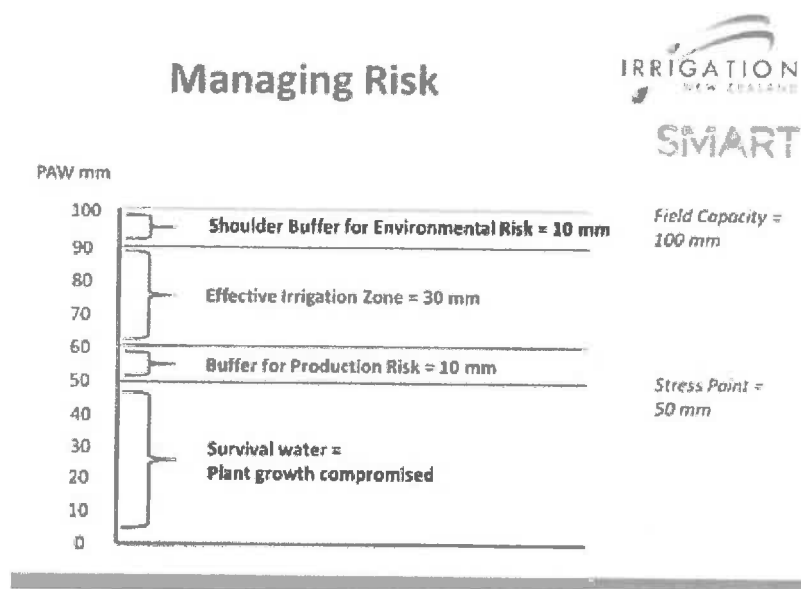 Managing Risk
IRRIGATION
NEW ZEALAND
SMART
PAW mm
100
Shoulder Buffer for Environmental Risk = 10 mm
Field Capacity =
100 mm
90
80
Effective Irrigation Zone = 30 mm
70
60
Buffer for Production Risk = 10 mm
50
Stress Point =
50 mm
40
30
Survival water =
Plant growth compromised
20
10
0